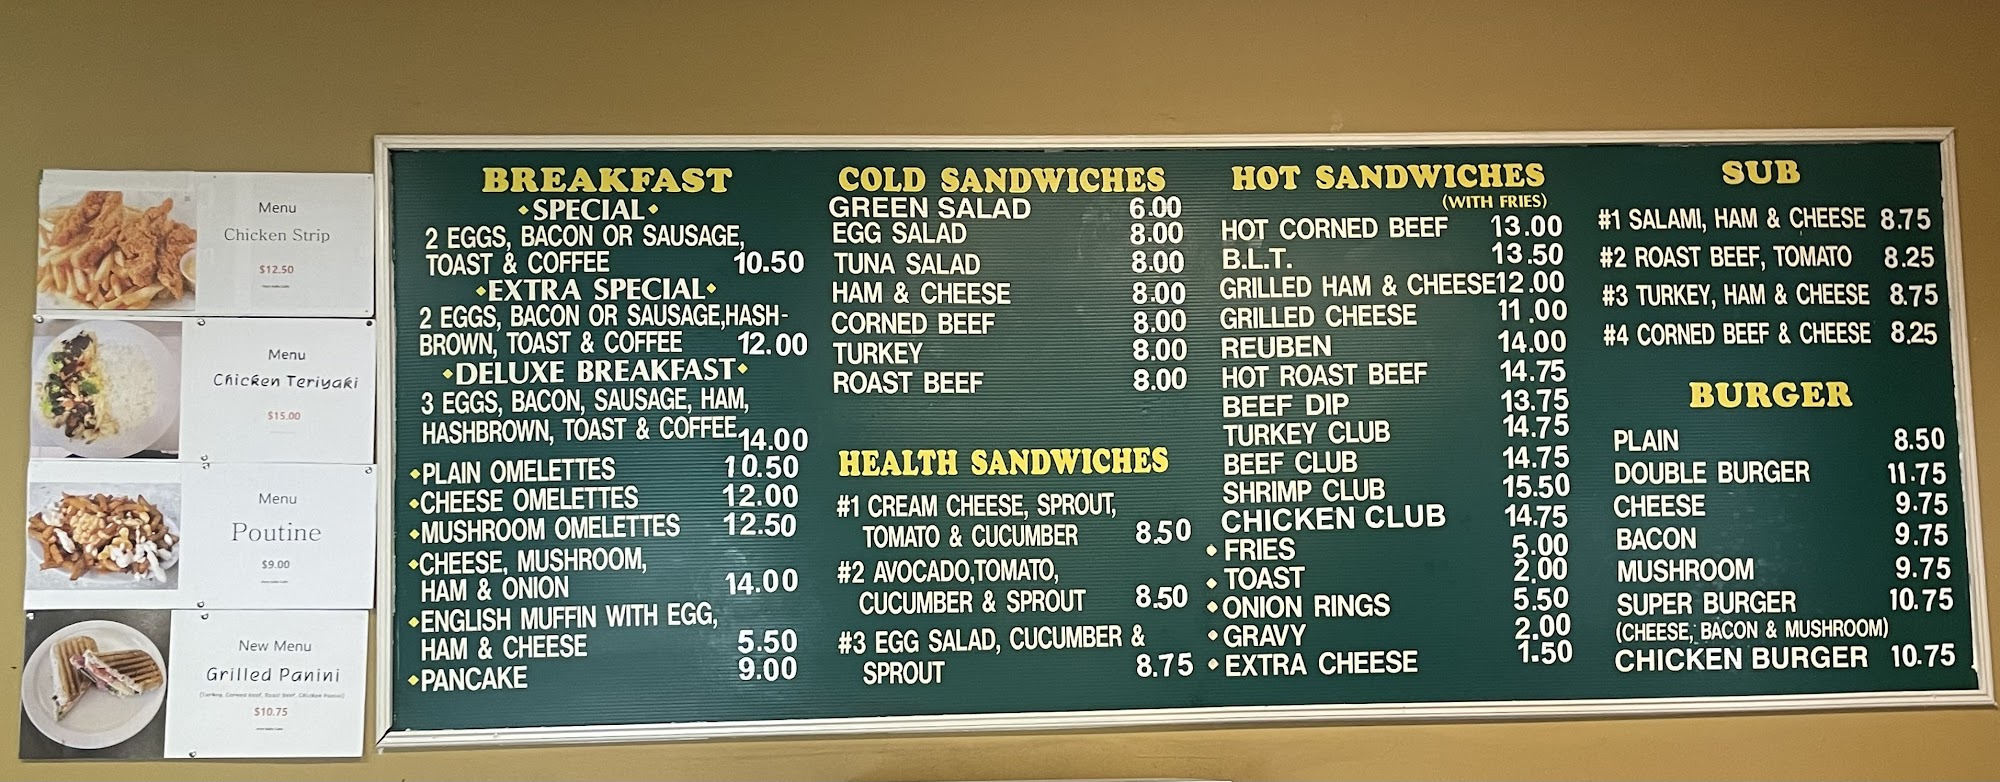 Menu
Chicken Strip
$12.50
Menu
Chicken Teriyaki
$15.00
Menu
Poutine
$9.00
New Menu
Grilled Panini
(Turkey, Corned Beef, Roast Beef, Chicken Panini)
$10.75
BREAKFAST
•SPECIAL•
2 EGGS, BACON OR SAUSAGE,
TOAST & COFFEE 10.50
•EXTRA SPECIAL•
2 EGGS, BACON OR SAUSAGE,HASH-
BROWN, TOAST & COFFEE 12.00
•DELUXE BREAKFAST•
3 EGGS, BACON, SAUSAGE, HAM,
HASHBROWN, TOAST & COFFEE 14.00
•PLAIN OMELETTES 10.50
•CHEESE OMELETTES 12.00
•MUSHROOM OMELETTES 12.50
•CHEESE, MUSHROOM,
HAM & ONION 14.00
•ENGLISH MUFFIN WITH EGG,
HAM & CHEESE 5.50
•PANCAKE 9.00
COLD SANDWICHES
GREEN SALAD 6.00
EGG SALAD 8.00
TUNA SALAD 8.00
HAM & CHEESE 8.00
CORNED BEEF 8.00
TURKEY 8.00
ROAST BEEF 8.00
HEALTH SANDWICHES
#1 CREAM CHEESE, SPROUT,
TOMATO & CUCUMBER 8.50
#2 AVOCADO,TOMATO,
CUCUMBER & SPROUT 8.50
#3 EGG SALAD, CUCUMBER &
SPROUT 8.75
HOT SANDWICHES
(WITH FRIES)
HOT CORNED BEEF 13.00
B.L.T. 13.50
GRILLED HAM & CHEESE 12.00
GRILLED CHEESE 11.00
REUBEN 14.00
HOT ROAST BEEF 14.75
BEEF DIP 13.75
TURKEY CLUB 14.75
BEEF CLUB 14.75
SHRIMP CLUB 15.50
CHICKEN CLUB 14.75
•FRIES 5.00
•TOAST 2.00
•ONION RINGS 5.50
•GRAVY 2.00
•EXTRA CHEESE 1.50
SUB
#1 SALAMI, HAM & CHEESE 8.75
#2 ROAST BEEF, TOMATO 8.25
#3 TURKEY, HAM & CHEESE 8.75
#4 CORNED BEEF & CHEESE 8.25
BURGER
PLAIN 8.50
DOUBLE BURGER 11.75
CHEESE 9.75
BACON 9.75
MUSHROOM 9.75
SUPER BURGER 10.75
(CHEESE, BACON & MUSHROOM)
CHICKEN BURGER 10.75